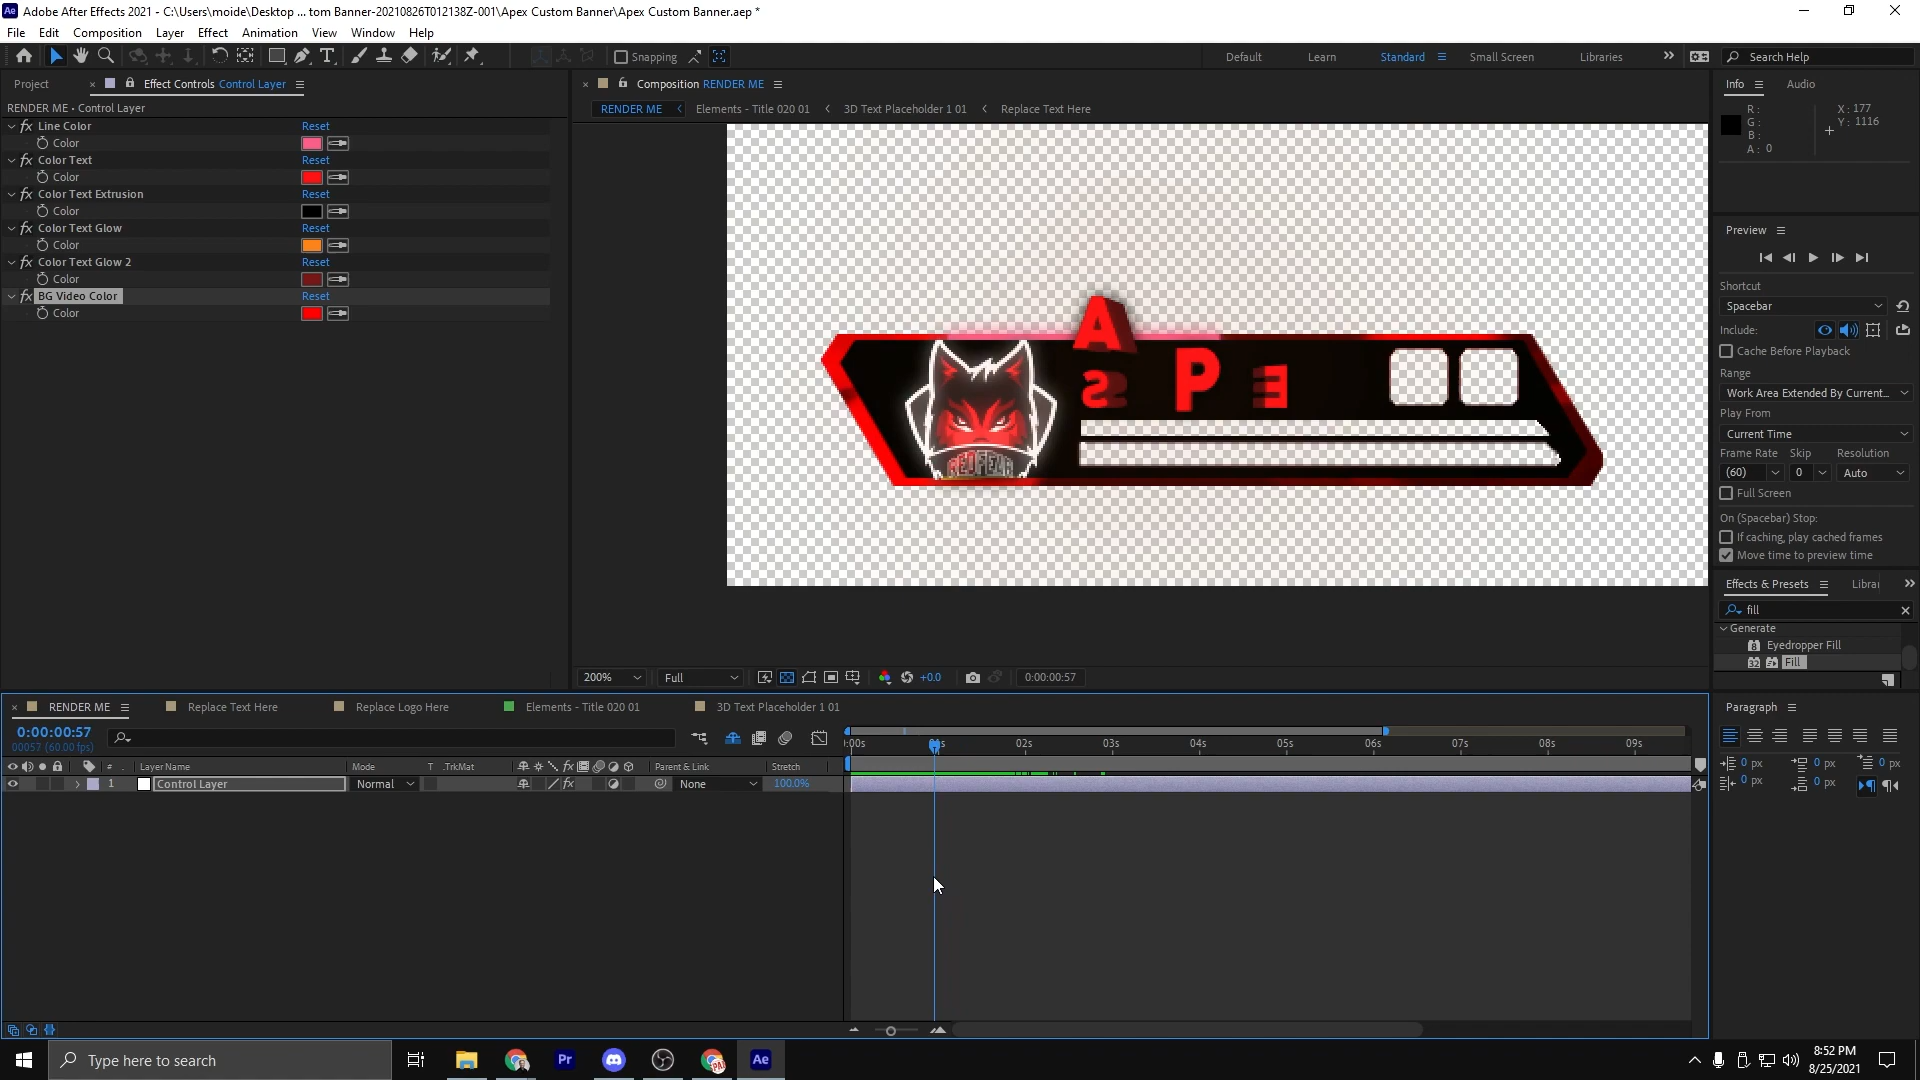 Adobe After Effects 2021 - C:\Users\moide\Desktop ... tom Banner-20210826T012138Z-001\Apex Custom Banner\Apex Custom Banner.aep *
File Edit Composition Layer Effect Animation View Window Help
Snapping Default Learn Standard Small Screen Libraries Search Help
Project Effect Controls Control Layer
RENDER ME • Control Layer
fx Line Color Reset
Color
fx Color Text Reset
Color
fx Color Text Extrusion Reset
Color
fx Color Text Glow Reset
Color
fx Color Text Glow 2 Reset
Color
fx BG Video Color Reset
Color
Composition RENDER ME
RENDER ME Elements - Title 020 01 3D Text Placeholder 1 01 Replace Text Here
A
S P E
REDFEAR
200% Full +0.0 0:00:00:57
Info Audio
R: X: 177
G: Y: 1116
B:
A: 0
Preview
Shortcut
Spacebar
Include:
Cache Before Playback
Range
Work Area Extended By Current...
Play From
Current Time
Frame Rate Skip Resolution
(60) 0 Auto
Full Screen
On (Spacebar) Stop:
If caching, play cached frames
Move time to preview time
Effects & Presets Librar
fill
Generate
Eyedropper Fill
Fill
Paragraph
0 px 0 px 0 px
0 px 0 px
RENDER ME Replace Text Here Replace Logo Here Elements - Title 020 01 3D Text Placeholder 1 01
0:00:00:57
00057 (60.00 fps)
:00s 02s 03s 04s 05s 06s 07s 08s 09s
# Layer Name Mode T .TrkMat Parent & Link Stretch
1 Control Layer Normal None 100.0%
Type here to search
Pr Ae
8:52 PM
8/25/2021